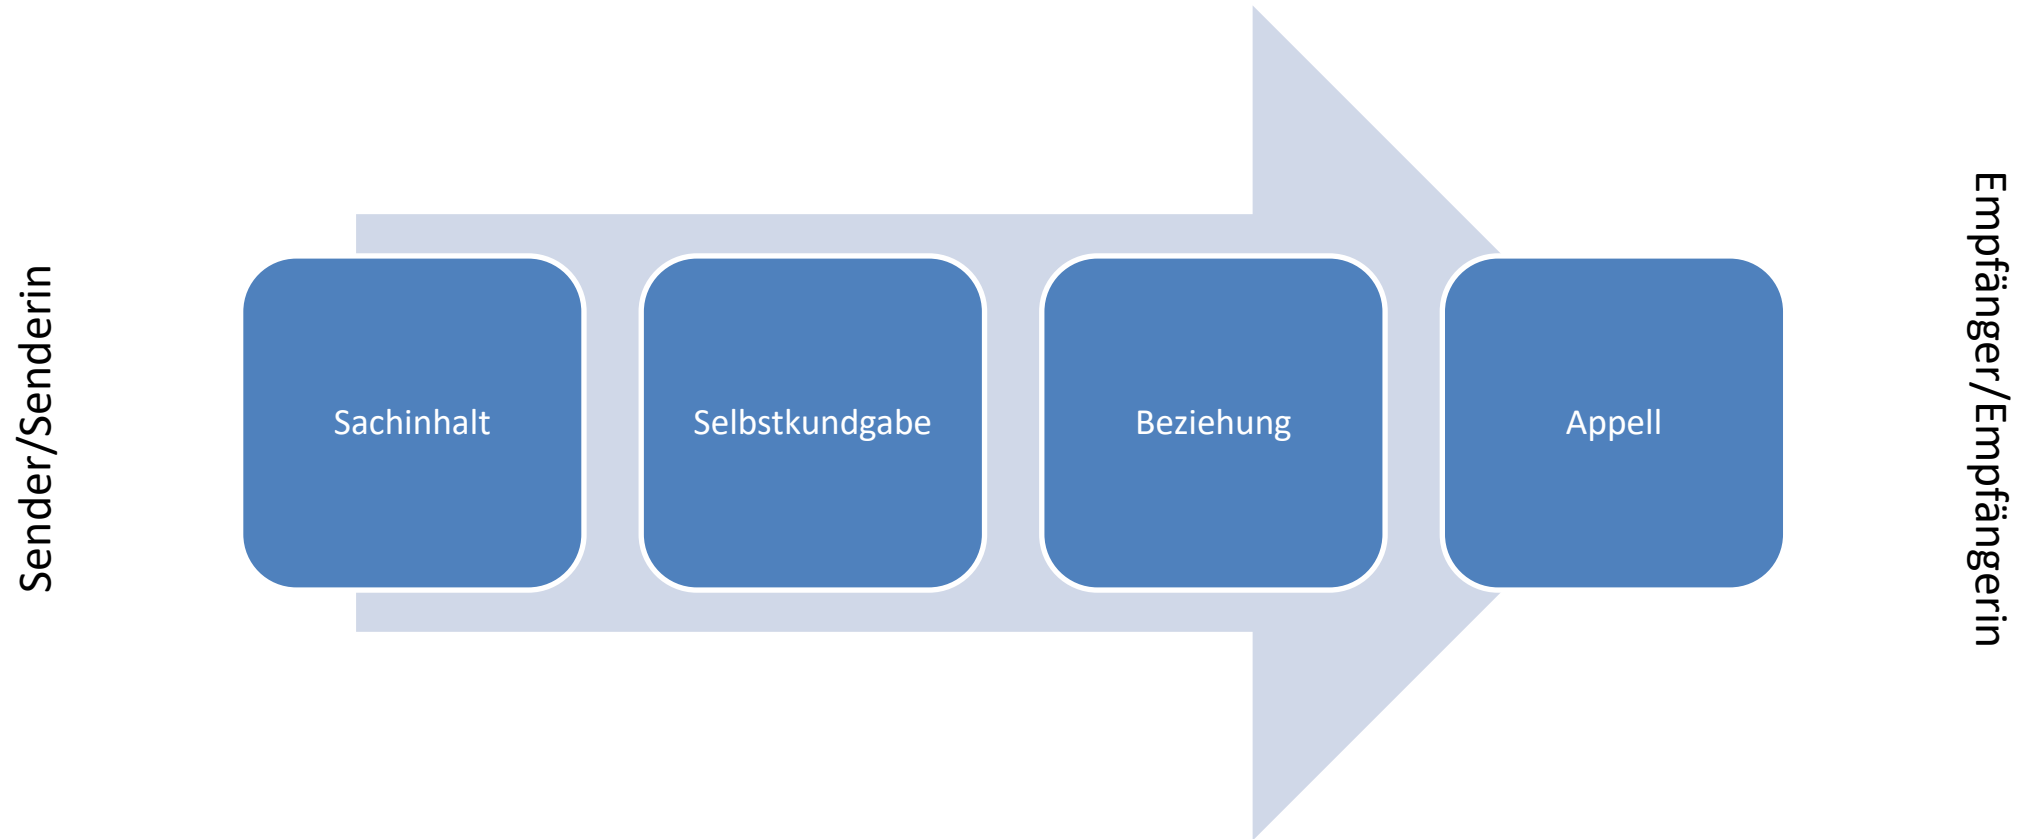 Sender/Senderin
Sachinhalt
Selbstkundgabe
Beziehung
Appell
Empfänger/Empfängerin